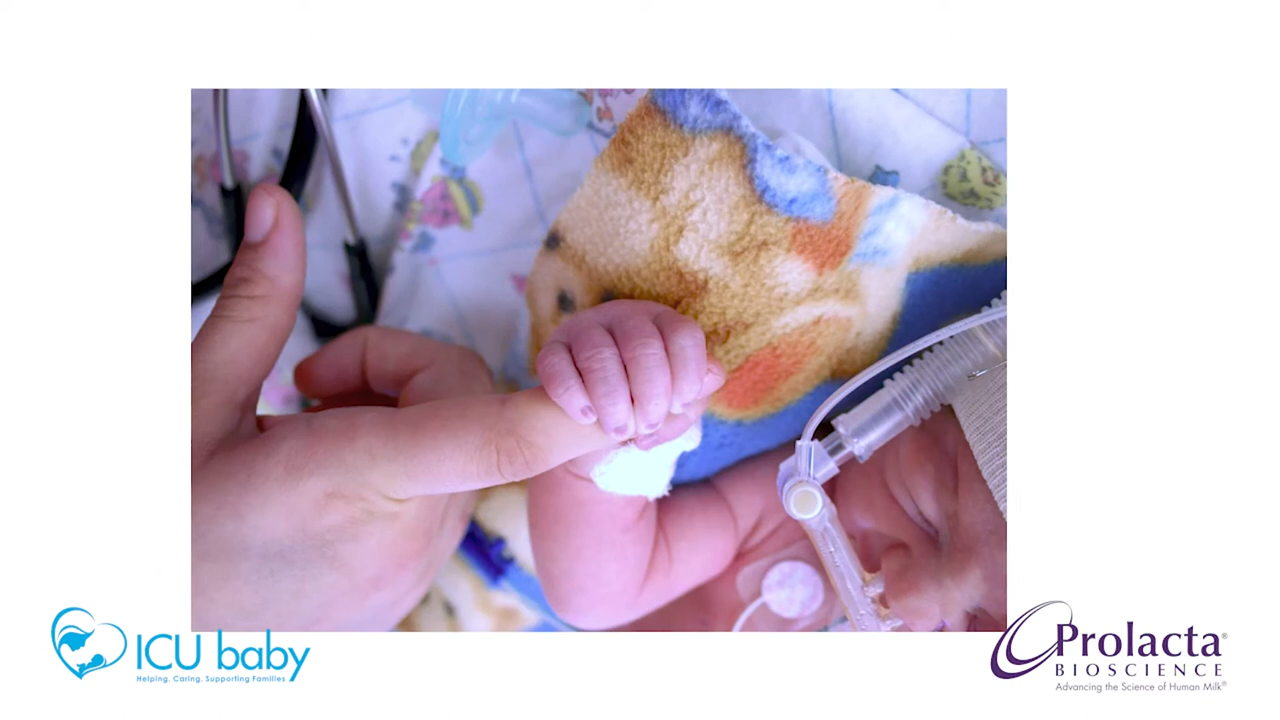 ICU baby
Helping. Caring. Supporting Families
Prolacta®
BIOSCIENCE
Advancing the Science of Human Milk®